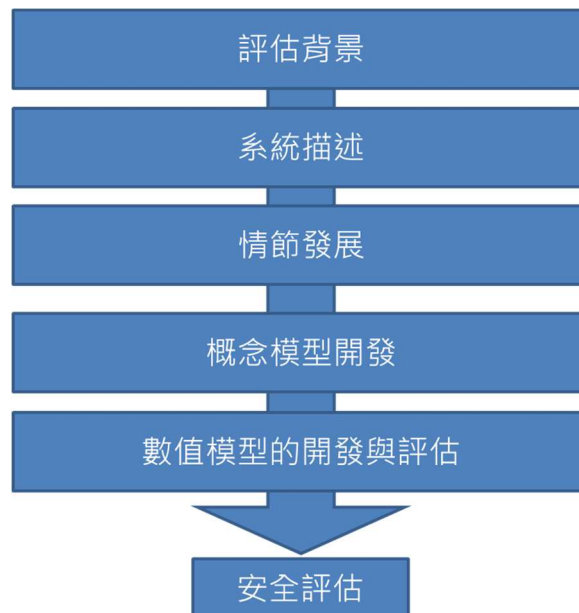 評估背景
系統描述
情節發展
概念模型開發
數值模型的開發與評估
安全評估